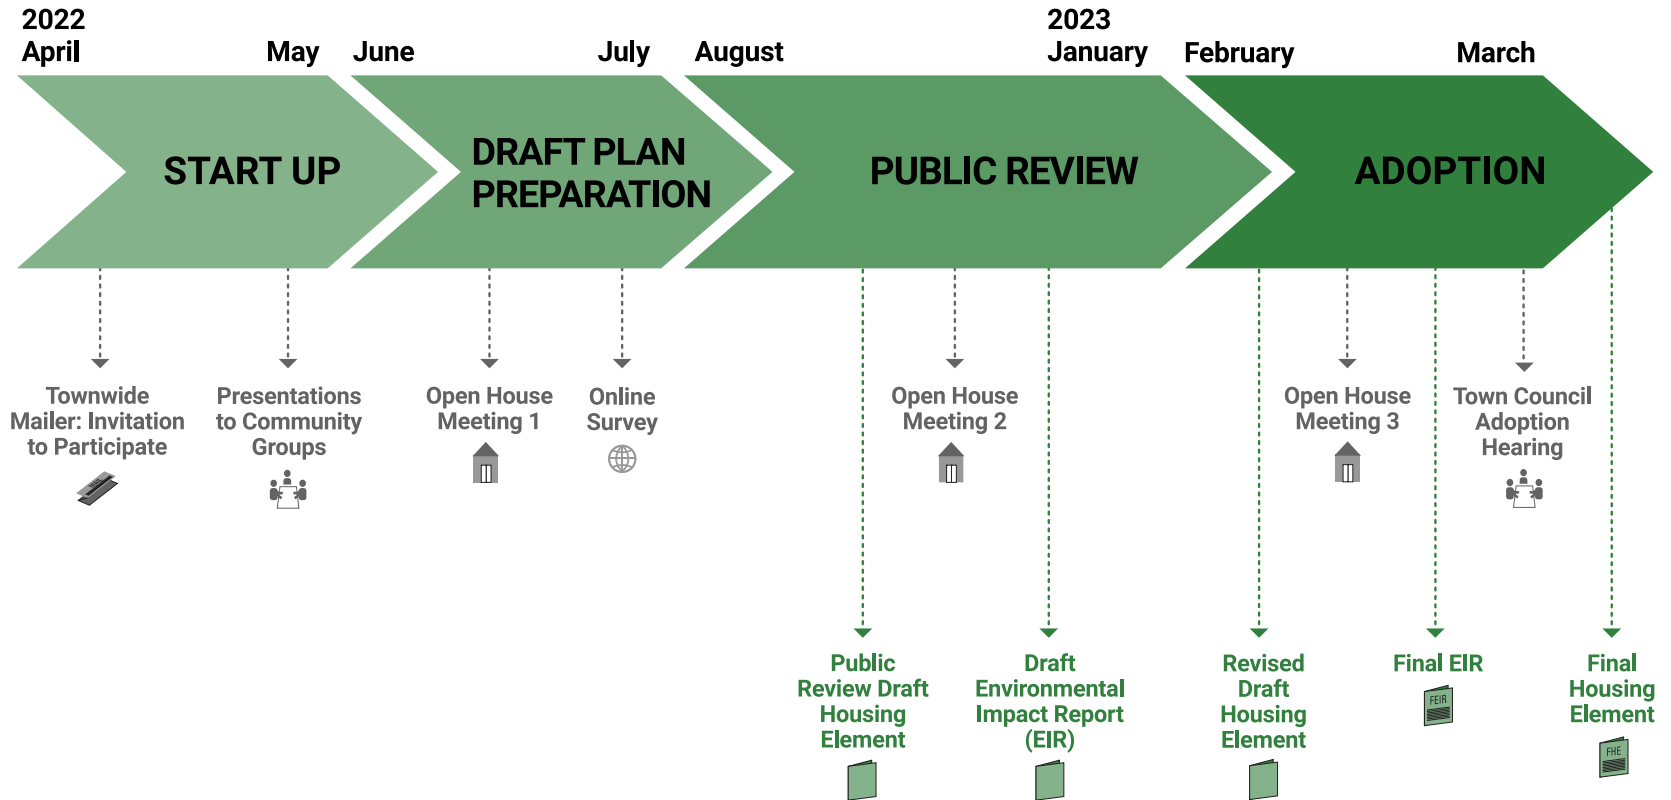 2022
April
May
June
July
August
2023
January
February
March
START UP
DRAFT PLAN
PREPARATION
PUBLIC REVIEW
ADOPTION
Townwide
Mailer: Invitation
to Participate
Presentations
to Community
Groups
Open House
Meeting 1
Online
Survey
Open House
Meeting 2
Open House
Meeting 3
Town Council
Adoption
Hearing
Public
Review Draft
Housing
Element
Draft
Environmental
Impact Report
(EIR)
Revised
Draft
Housing
Element
Final EIR
FEIR
Final
Housing
Element
FHE